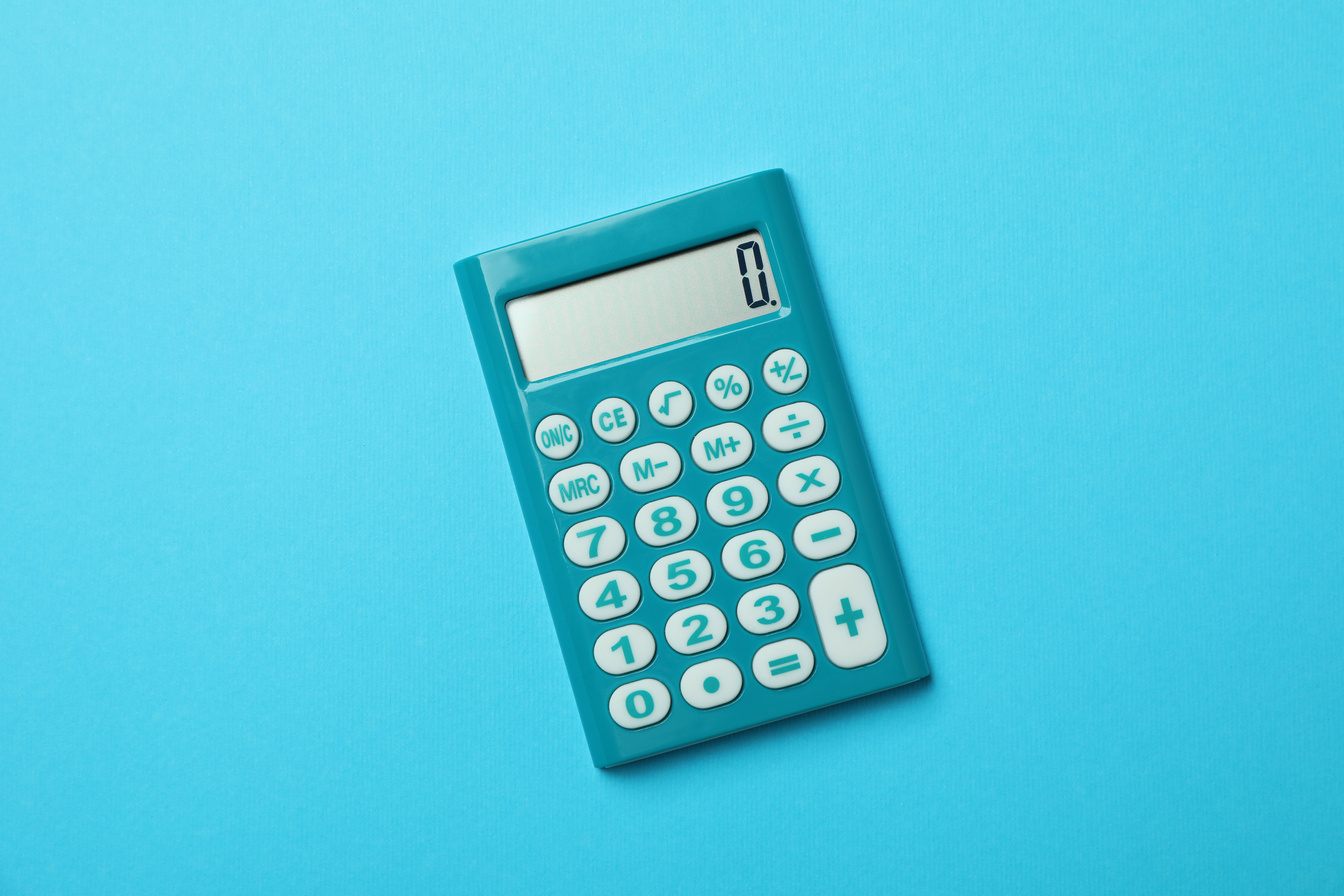 0.
ON/C CE √ % +/−
MRC M− M+ ÷
7 8 9 ×
4 5 6 −
1 2 3 +
0 • =